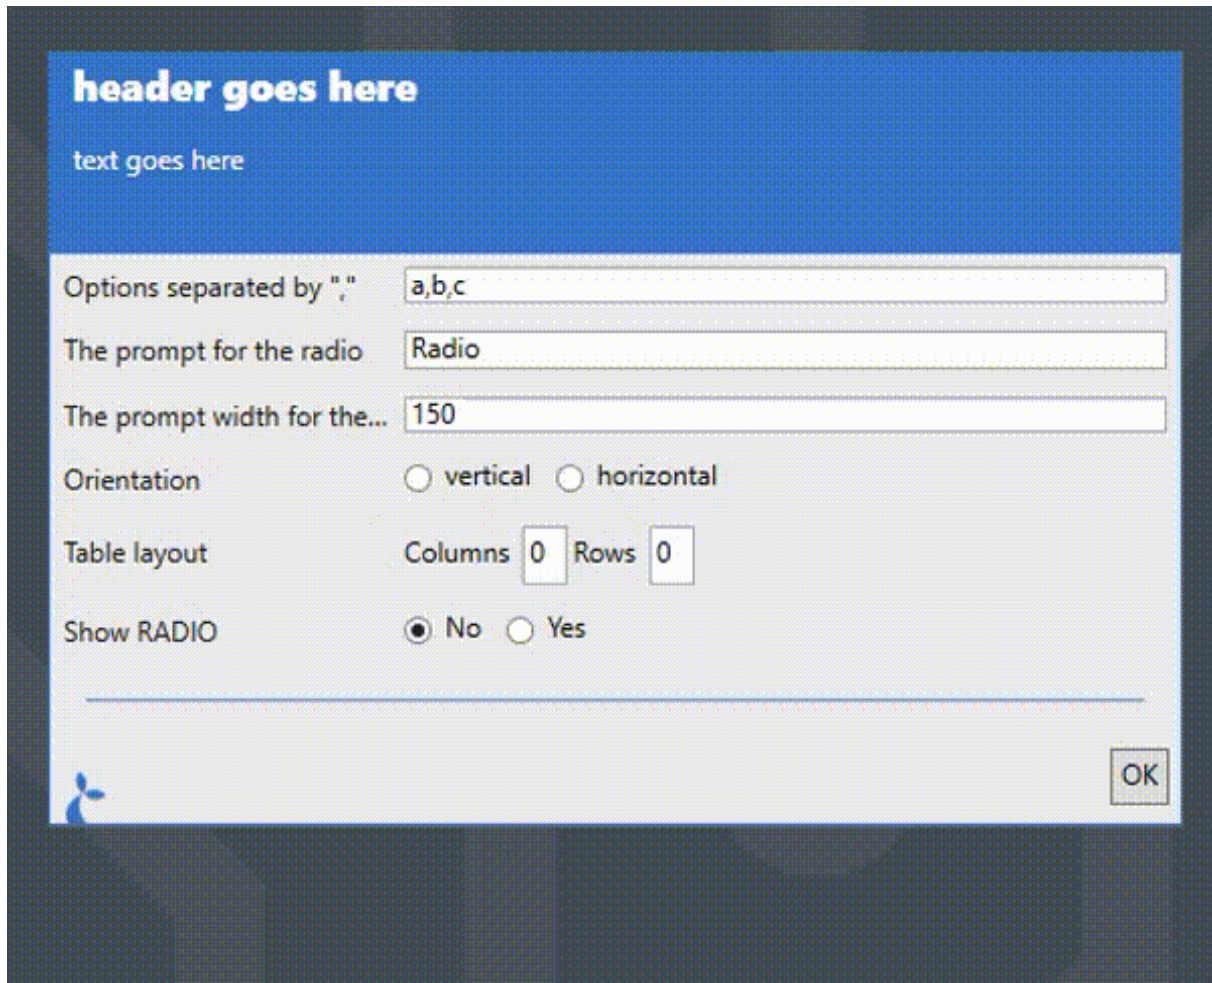 header goes here
text goes here
Options separated by "," a,b,c
The prompt for the radio Radio
The prompt width for the... 150
Orientation vertical horizontal
Table layout Columns 0 Rows 0
Show RADIO No Yes
OK